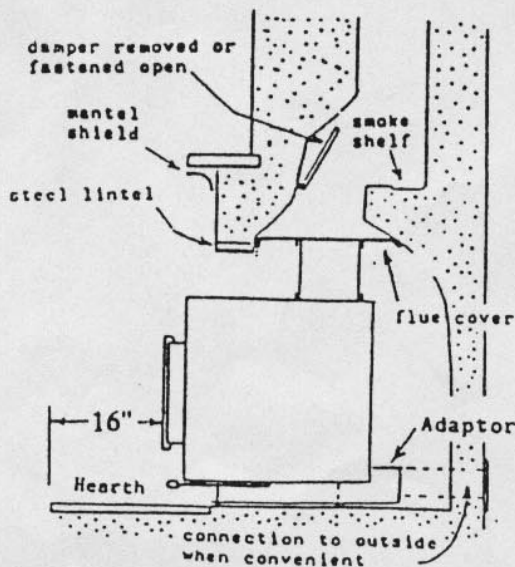 damper removed or
fastened open
mantel
shield
smoke
shelf
steel lintel
flue cover
16"
Adaptor
Hearth
connection to outside
when convenient